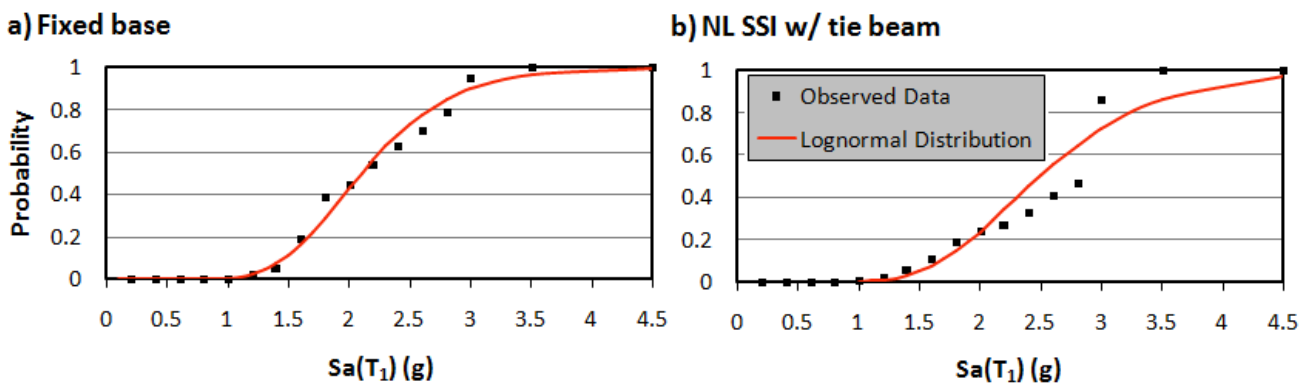 a) Fixed base
1
0.8
0.6
0.4
0.2
0
Probability
0 0.5 1 1.5 2 2.5 3 3.5 4 4.5
Sa(T₁) (g)
b) NL SSI w/ tie beam
1
0.8
0.6
0.4
0.2
0
Observed Data
Lognormal Distribution
0 0.5 1 1.5 2 2.5 3 3.5 4 4.5
Sa(T₁) (g)